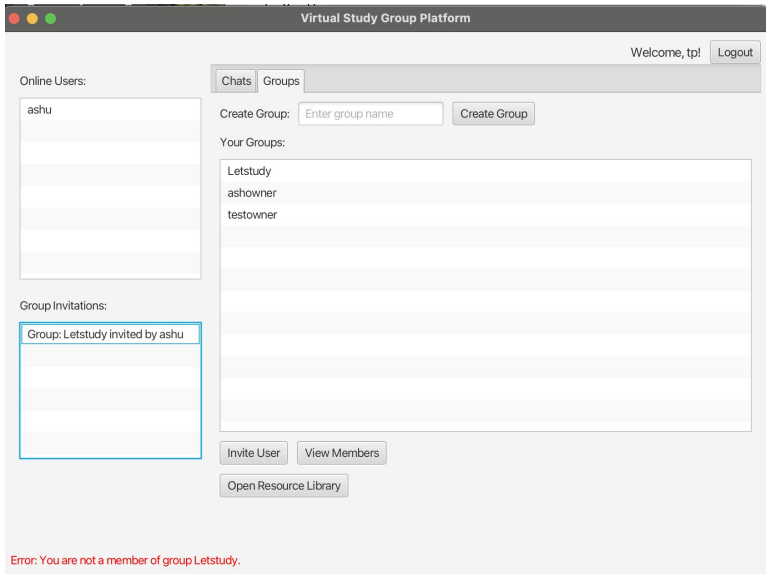 Virtual Study Group Platform
Welcome, tp! Logout
Online Users:
ashu
Chats Groups
Create Group: Enter group name Create Group
Your Groups:
Letstudy
ashowner
testowner
Group Invitations:
Group: Letstudy invited by ashu
Invite User View Members
Open Resource Library
Error: You are not a member of group Letstudy.